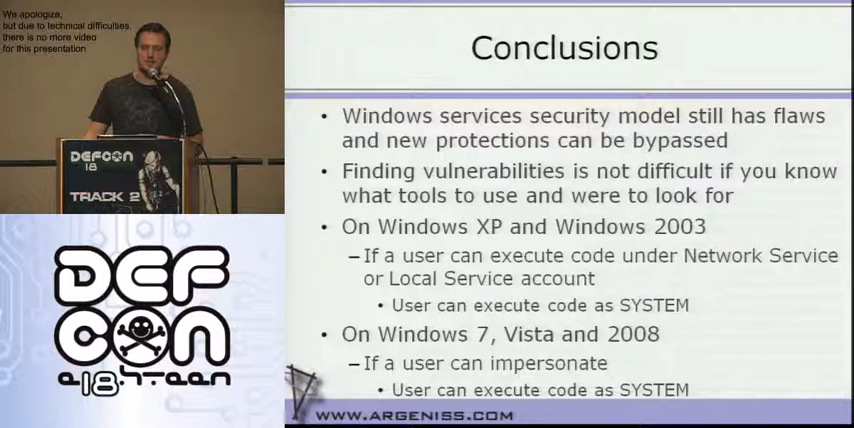 We apologize,
but due to technical difficulties,
there is no more video
for this presentation
DEFCON
18
TRACK 2
DEF
CON
e18hteen
Conclusions
• Windows services security model still has flaws
and new protections can be bypassed
• Finding vulnerabilities is not difficult if you know
what tools to use and were to look for
• On Windows XP and Windows 2003
–If a user can execute code under Network Service
or Local Service account
• User can execute code as SYSTEM
• On Windows 7, Vista and 2008
–If a user can impersonate
• User can execute code as SYSTEM
WWW.ARGENISS.COM